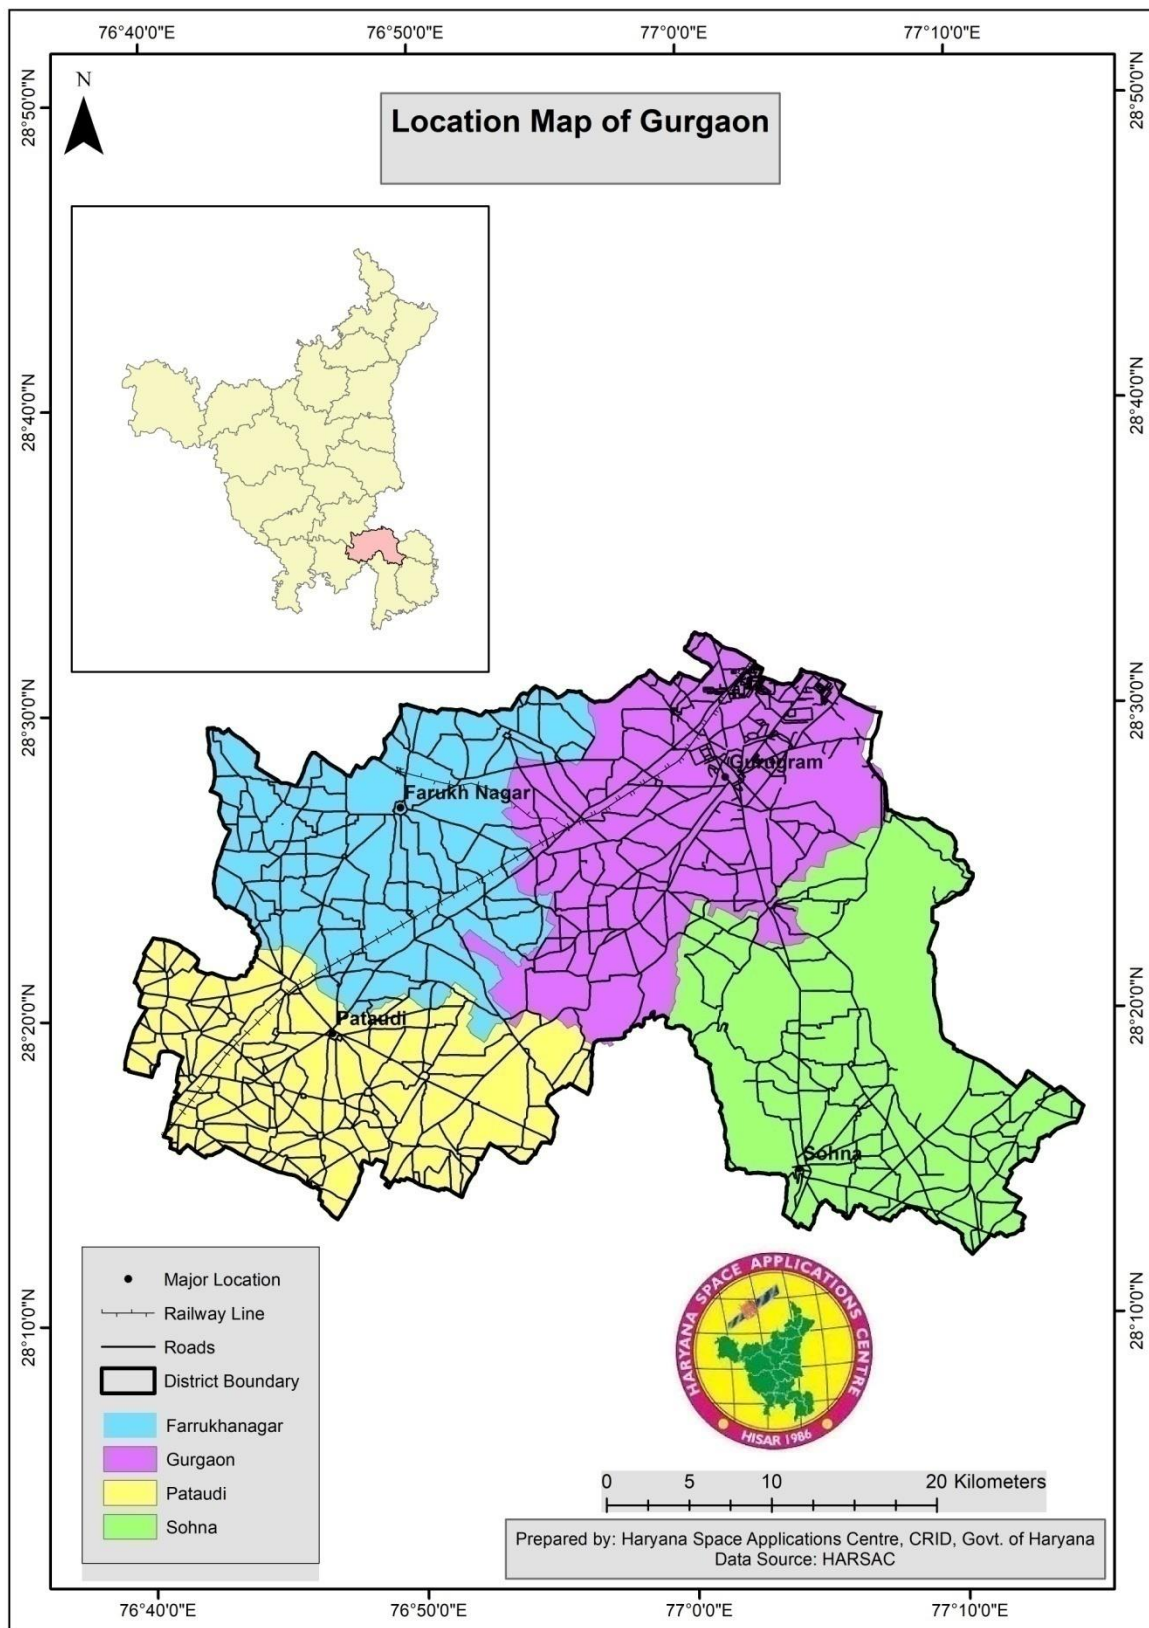 76°40'0"E 76°50'0"E 77°0'0"E 77°10'0"E
28°50'0"N 28°50'0"N
N
Location Map of Gurgaon
28°40'0"N 28°40'0"N
28°30'0"N 28°30'0"N
Gurugram
Farukh Nagar
28°20'0"N 28°20'0"N
Pataudi
Sohna
Major Location
Railway Line
Roads
District Boundary
Farrukhanagar
Gurgaon
Pataudi
Sohna
28°10'0"N 28°10'0"N
HARYANA SPACE APPLICATIONS CENTRE
HISAR 1986
0 5 10 20 Kilometers
Prepared by: Haryana Space Applications Centre, CRID, Govt. of Haryana
Data Source: HARSAC
76°40'0"E 76°50'0"E 77°0'0"E 77°10'0"E